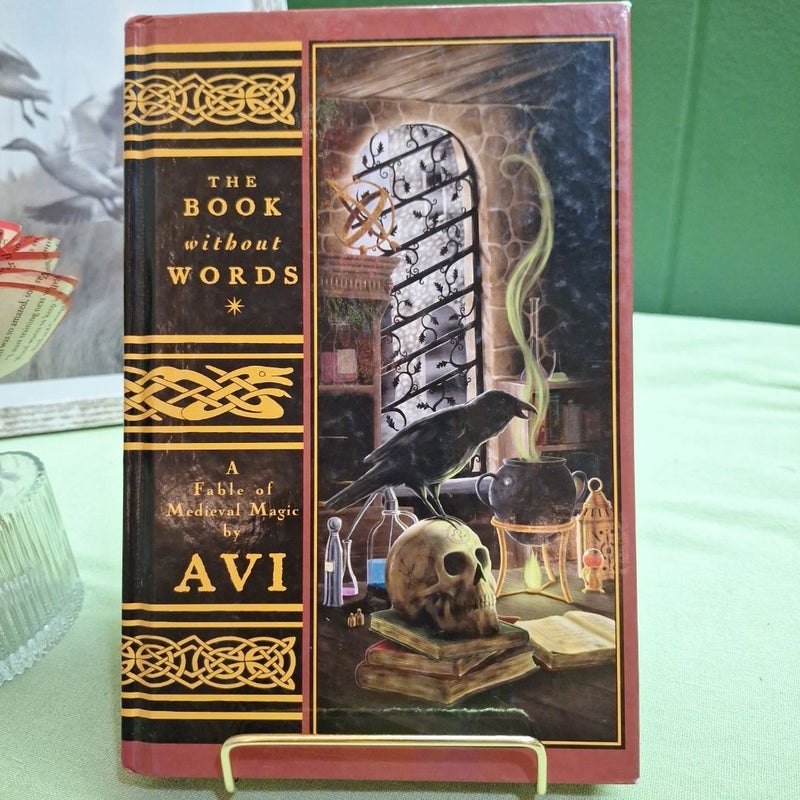 THE
BOOK
without
WORDS
A
Fable of
Medieval Magic
by
AVI